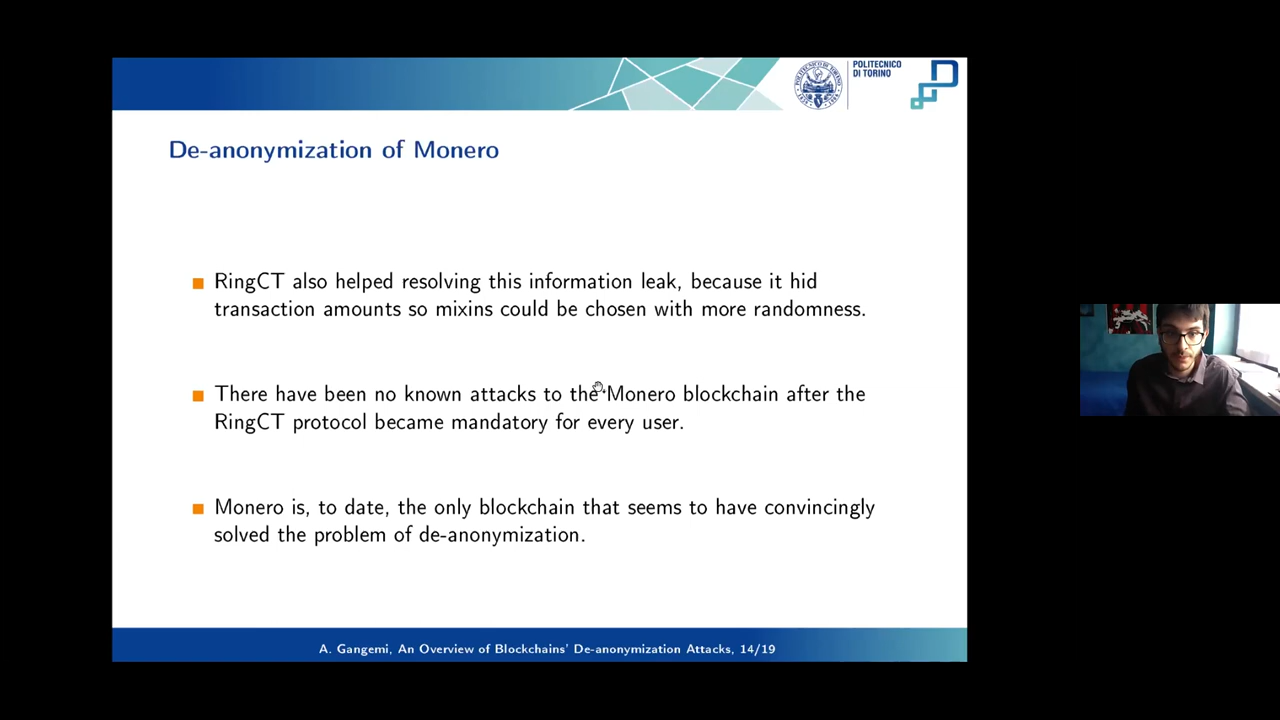 POLITECNICO
DI TORINO
De-anonymization of Monero
RingCT also helped resolving this information leak, because it hid
transaction amounts so mixins could be chosen with more randomness.
There have been no known attacks to the Monero blockchain after the
RingCT protocol became mandatory for every user.
Monero is, to date, the only blockchain that seems to have convincingly
solved the problem of de-anonymization.
A. Gangemi, An Overview of Blockchains' De-anonymization Attacks, 14/19